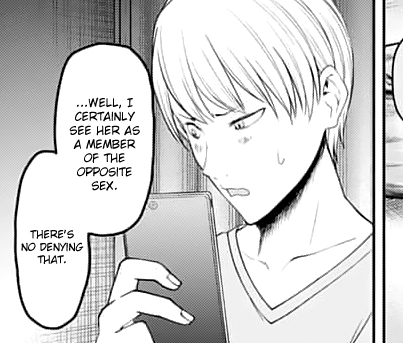 ...WELL, I
CERTAINLY
SEE HER AS
A MEMBER
OF THE
OPPOSITE
SEX.
THERE'S
NO DENYING
THAT.